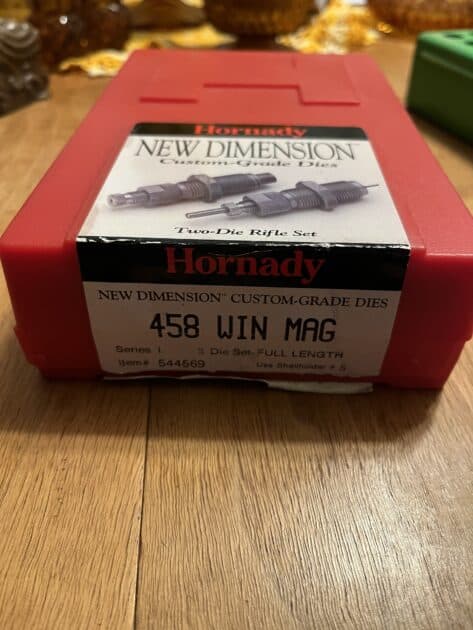 Hornady
NEW DIMENSION™
Custom-Grade Dies
Two-Die Rifle Set
Hornady
NEW DIMENSION™ CUSTOM-GRADE DIES
458 WIN MAG
Series I Die Set-FULL LENGTH
Item# 544569 Use Shellholder # 5